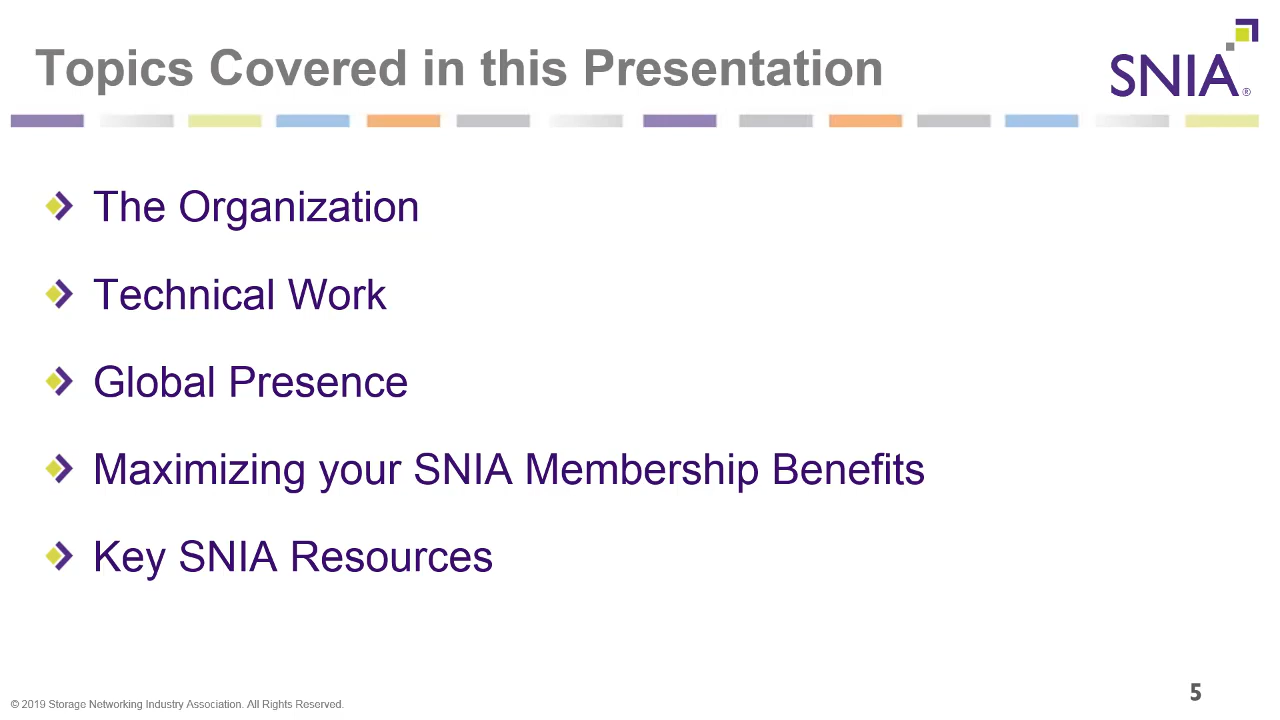 Topics Covered in this Presentation
SNIA®
The Organization
Technical Work
Global Presence
Maximizing your SNIA Membership Benefits
Key SNIA Resources
© 2019 Storage Networking Industry Association. All Rights Reserved.
5